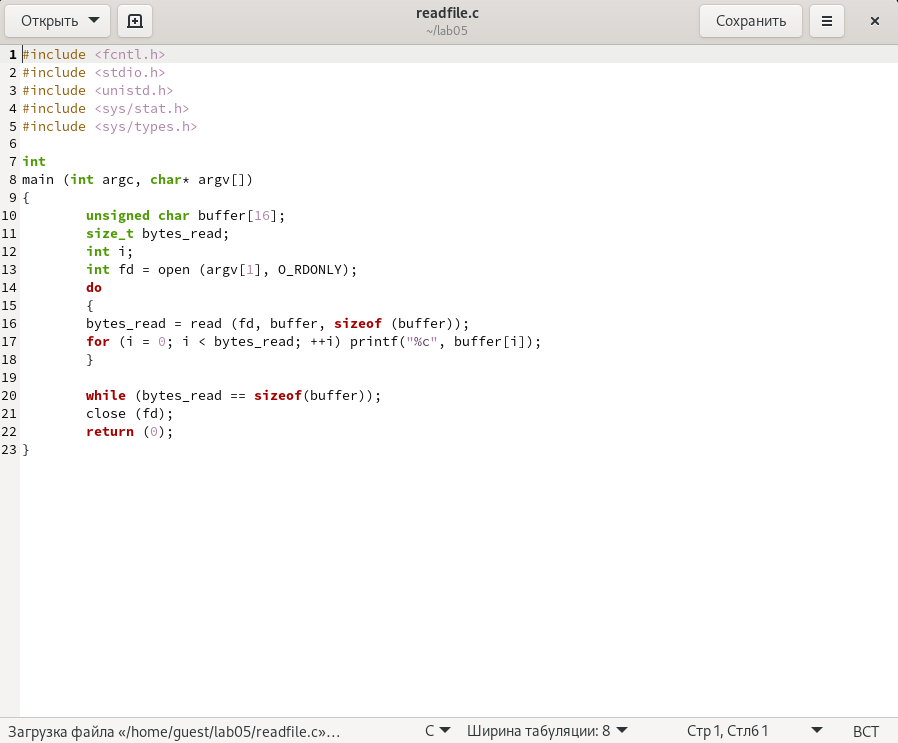 Открыть
readfile.c
~/lab05
Сохранить
1 #include <fcntl.h>
2 #include <stdio.h>
3 #include <unistd.h>
4 #include <sys/stat.h>
5 #include <sys/types.h>
6
7 int
8 main (int argc, char* argv[])
9 {
10         unsigned char buffer[16];
11         size_t bytes_read;
12         int i;
13         int fd = open (argv[1], O_RDONLY);
14         do
15         {
16         bytes_read = read (fd, buffer, sizeof (buffer));
17         for (i = 0; i < bytes_read; ++i) printf("%c", buffer[i]);
18         }
19
20         while (bytes_read == sizeof(buffer));
21         close (fd);
22         return (0);
23 }
Загрузка файла «/home/guest/lab05/readfile.c»… C Ширина табуляции: 8 Стр 1, Стлб 1 ВСТ